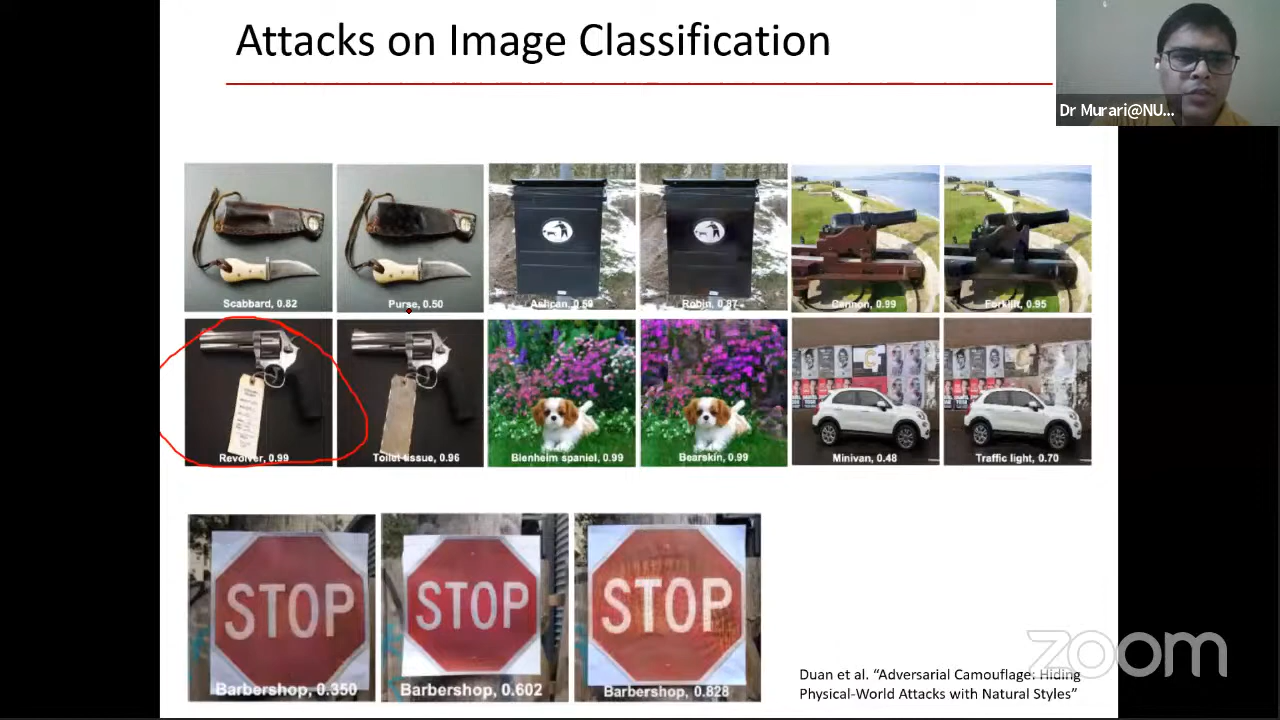 Attacks on Image Classification
Dr Murari@NU...
Scabbard, 0.82
Purse, 0.50
Ashcan, 0.59
Robin, 0.87
Cannon, 0.99
Forklift, 0.95
Revolver, 0.99
Toilet tissue, 0.96
Blenheim spaniel, 0.99
Bearskin, 0.99
Minivan, 0.48
Traffic light, 0.70
STOP
STOP
STOP
Barbershop, 0.350
Barbershop, 0.602
Barbershop, 0.828
zoom
Duan et al. “Adversarial Camouflage: Hiding
Physical-World Attacks with Natural Styles”